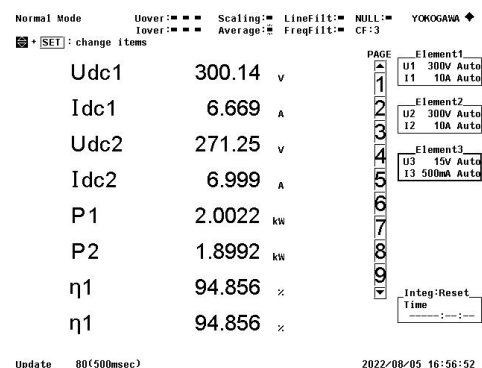 Normal Mode Uover: Scaling: LineFilt: NULL: YOKOGAWA
Iover: Average: FreqFilt: CF:3
+ SET : change items
PAGE
Udc1 300.14 V
Idc1 6.669 A
Udc2 271.25 V
Idc2 6.999 A
P1 2.0022 kW
P2 1.8992 kW
η1 94.856 %
η1 94.856 %
1
2
3
4
5
6
7
8
9
Element1
U1 300V Auto
I1 10A Auto
Element2
U2 300V Auto
I2 10A Auto
Element3
U3 15V Auto
I3 500mA Auto
Integ:Reset
Time
-----:--:--
Update 80(500msec) 2022/08/05 16:56:52